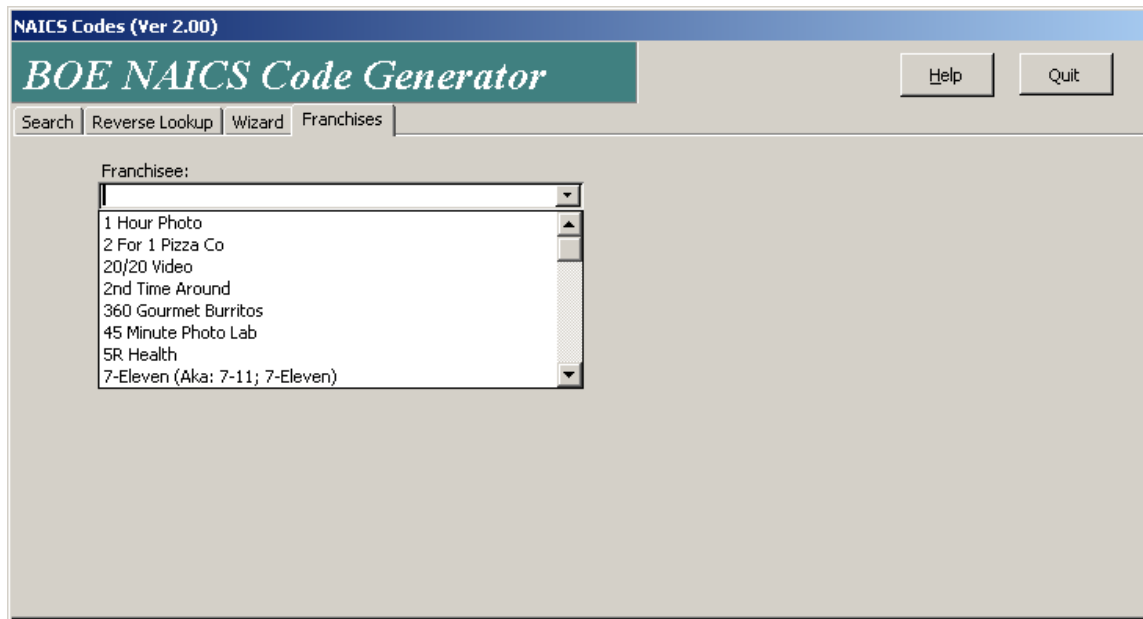 NAICS Codes (Ver 2.00)
BOE NAICS Code Generator
Help
Quit
Search
Reverse Lookup
Wizard
Franchises
Franchisee:
1 Hour Photo
2 For 1 Pizza Co
20/20 Video
2nd Time Around
360 Gourmet Burritos
45 Minute Photo Lab
5R Health
7-Eleven (Aka: 7-11; 7-Eleven)